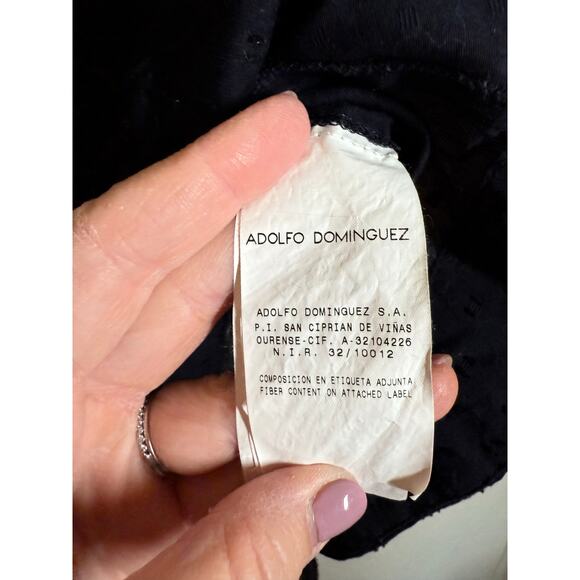 ADOLFO DOMINGUEZ
ADOLFO DOMINGUEZ S.A.
P.I. SAN CIPRIAN DE VIÑAS
OURENSE-CIF. A-32104226
N.I.R. 32/10012
COMPOSICION EN ETIQUETA ADJUNTA
FIBER CONTENT ON ATTACHED LABEL